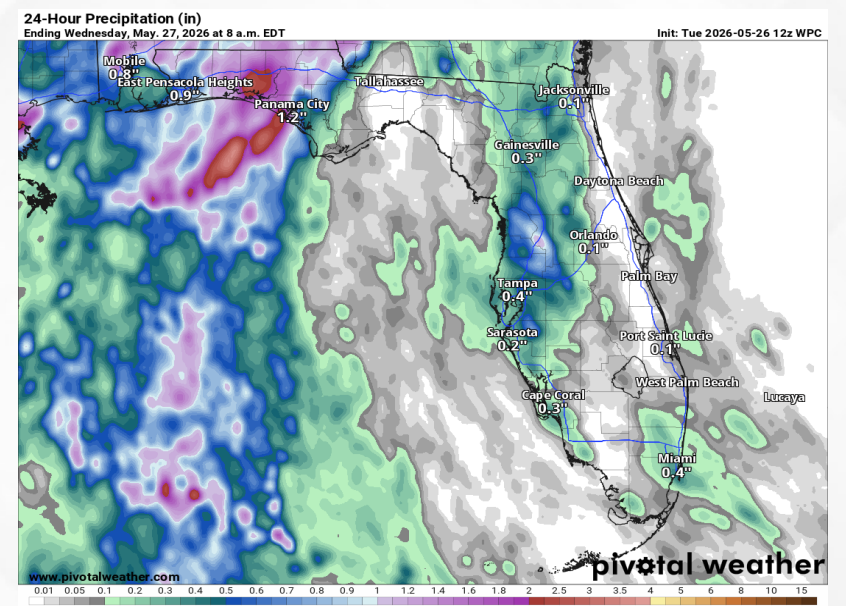 24-Hour Precipitation (in)
Ending Wednesday, May. 27, 2026 at 8 a.m. EDT
Init: Tue 2026-05-26 12z WPC
Mobile
0.8"
East Pensacola Heights
0.9"
Panama City
1.2"
Tallahassee
Jacksonville
0.1"
Gainesville
0.3"
Daytona Beach
Orlando
0.1"
Palm Bay
Tampa
0.4"
Sarasota
0.2"
Port Saint Lucie
0.1"
West Palm Beach
Cape Coral
0.3"
Lucaya
Miami
0.4"
www.pivotalweather.com
pivotal weather
0.01 0.05 0.1 0.2 0.3 0.4 0.5 0.6 0.7 0.8 0.9 1 1.2 1.4 1.6 1.8 2 2.5 3 3.5 4 5 6 8 10 15